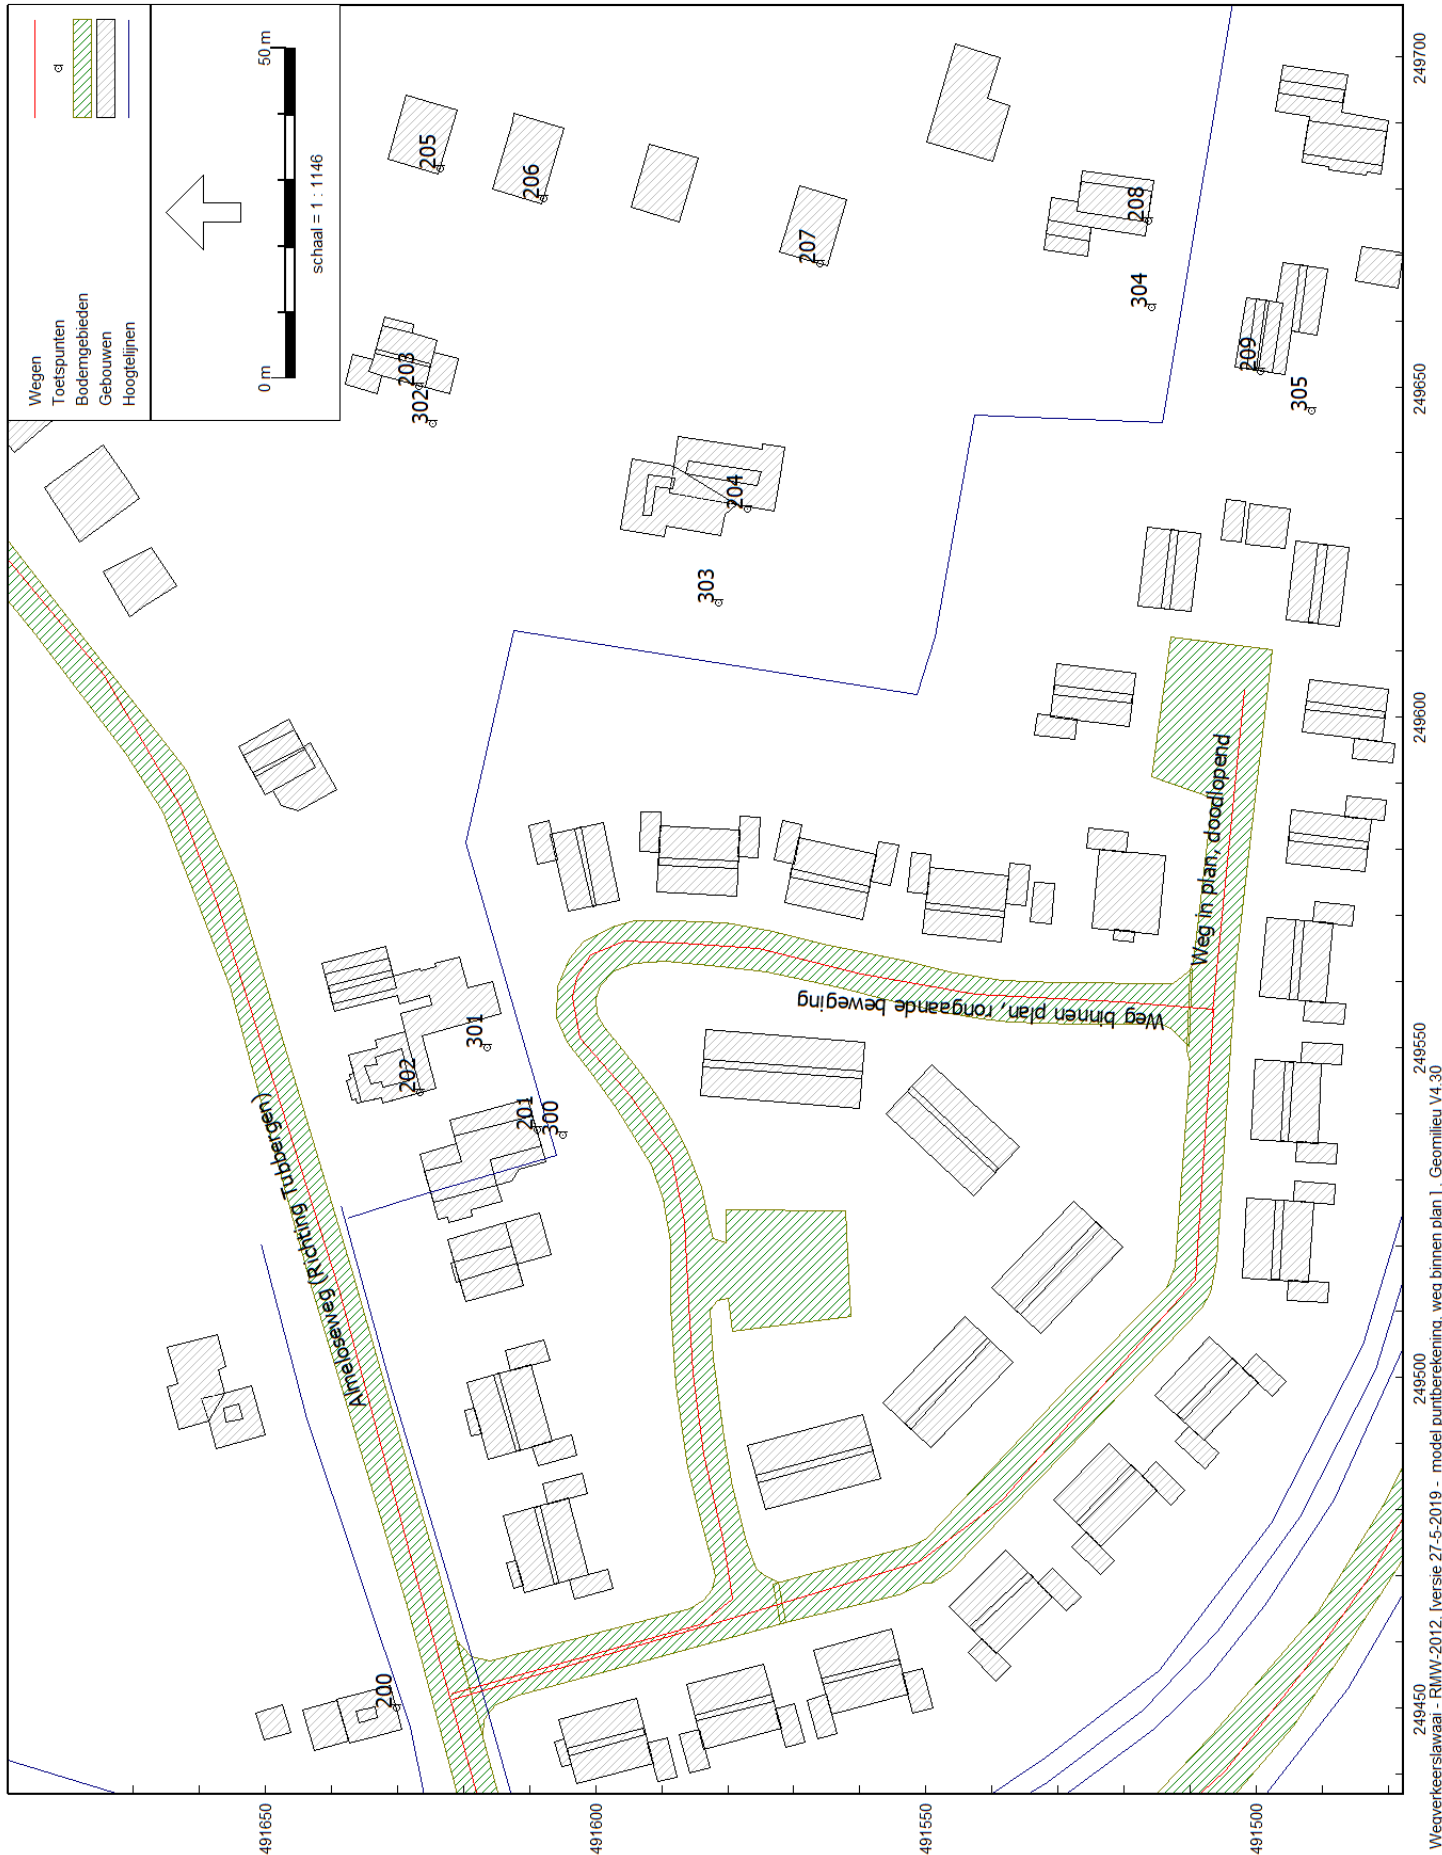 Wegen
Toetspunten
Bodemgebieden
Gebouwen
Hoogtelijnen
0 m
50 m
schaal = 1 : 1146
205
206
207
208
203
302
204
303
304
209
305
202
301
201
300
200
Almeloseweg (Richting Tubbergen)
Weg binnen plan, rongaande beweging
Weg in plan, doodlopend
491650
491600
491550
491500
249450
249500
249550
249600
249650
249700
Wegverkeerslawaai - RMW-2012, [versie 27-5-2019 - model puntberekening, weg binnen plan ] , Geomilieu V4.30